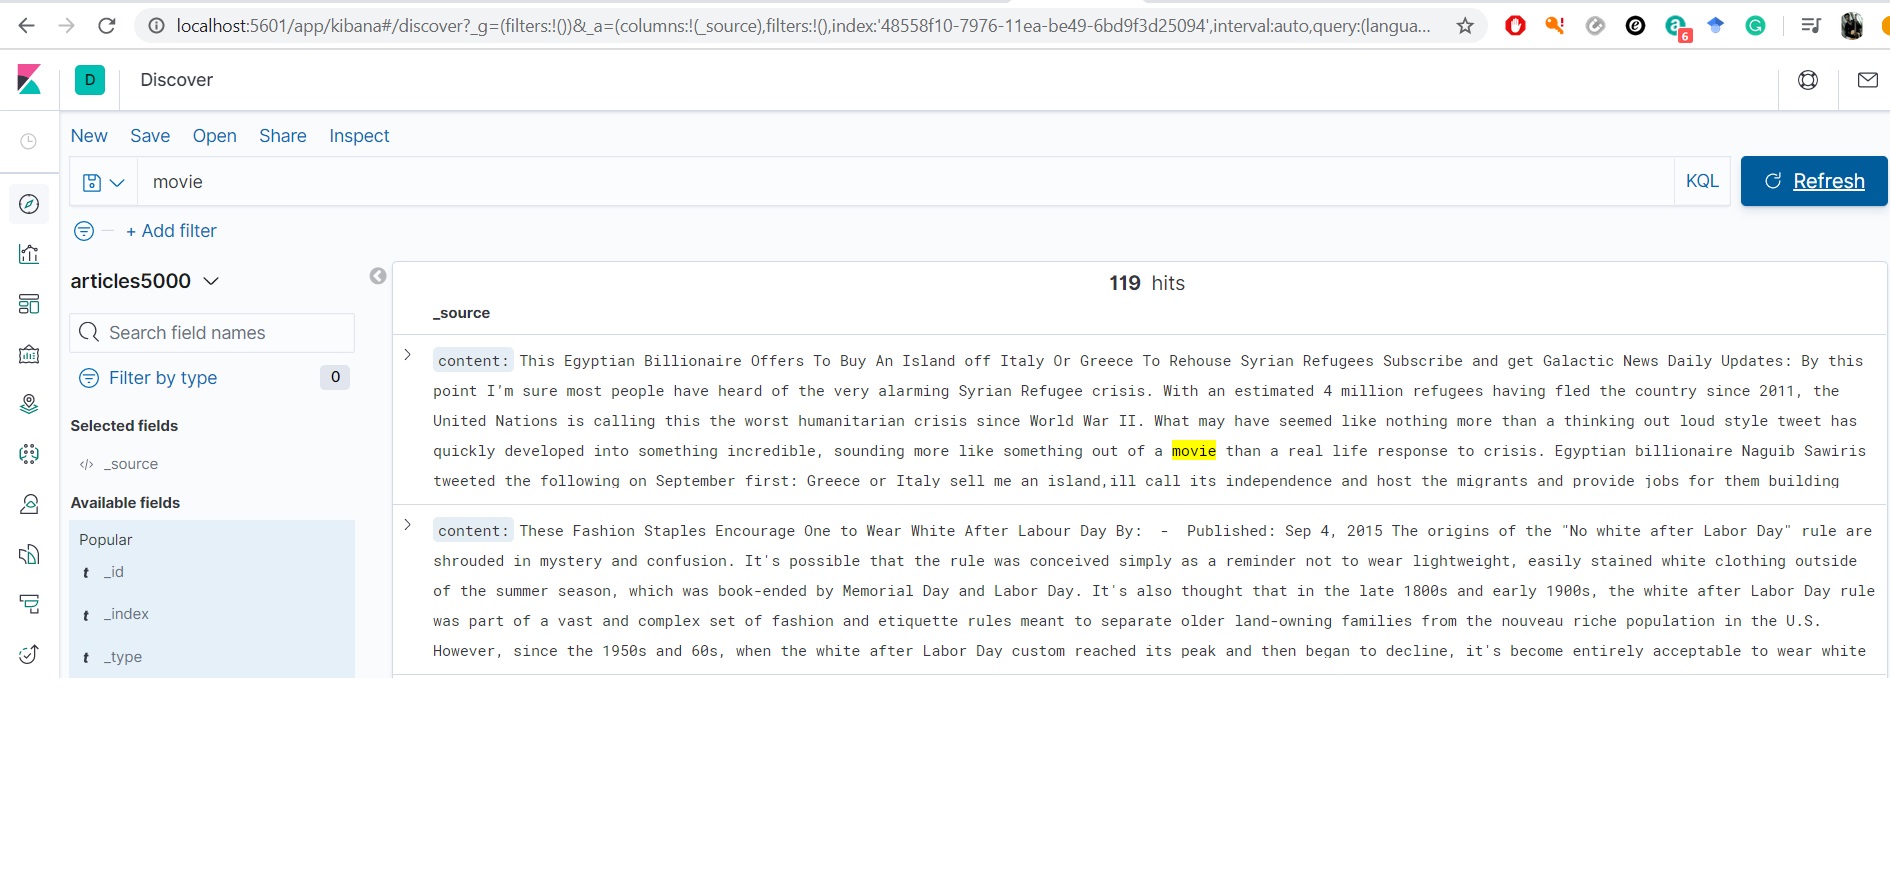 localhost:5601/app/kibana#/discover?_g=(filters:!())&_a=(columns:!(_source),filters:!(),index:'48558f10-7976-11ea-be49-6bd9f3d25094',interval:auto,query:(langua...
6
D Discover
New Save Open Share Inspect
movie KQL Refresh
+ Add filter
articles5000
119 hits
_source
Search field names
Filter by type 0
Selected fields
</> _source
Available fields
Popular
t _id
t _index
t _type
content: This Egyptian Billionaire Offers To Buy An Island off Italy Or Greece To Rehouse Syrian Refugees Subscribe and get Galactic News Daily Updates: By this
point I’m sure most people have heard of the very alarming Syrian Refugee crisis. With an estimated 4 million refugees having fled the country since 2011, the
United Nations is calling this the worst humanitarian crisis since World War II. What may have seemed like nothing more than a thinking out loud style tweet has
quickly developed into something incredible, sounding more like something out of a movie than a real life response to crisis. Egyptian billionaire Naguib Sawiris
tweeted the following on September first: Greece or Italy sell me an island,ill call its independence and host the migrants and provide jobs for them building
content: These Fashion Staples Encourage One to Wear White After Labour Day By: - Published: Sep 4, 2015 The origins of the "No white after Labor Day" rule are
shrouded in mystery and confusion. It's possible that the rule was conceived simply as a reminder not to wear lightweight, easily stained white clothing outside
of the summer season, which was book-ended by Memorial Day and Labor Day. It's also thought that in the late 1800s and early 1900s, the white after Labor Day rule
was part of a vast and complex set of fashion and etiquette rules meant to separate older land-owning families from the nouveau riche population in the U.S.
However, since the 1950s and 60s, when the white after Labor Day custom reached its peak and then began to decline, it's become entirely acceptable to wear white